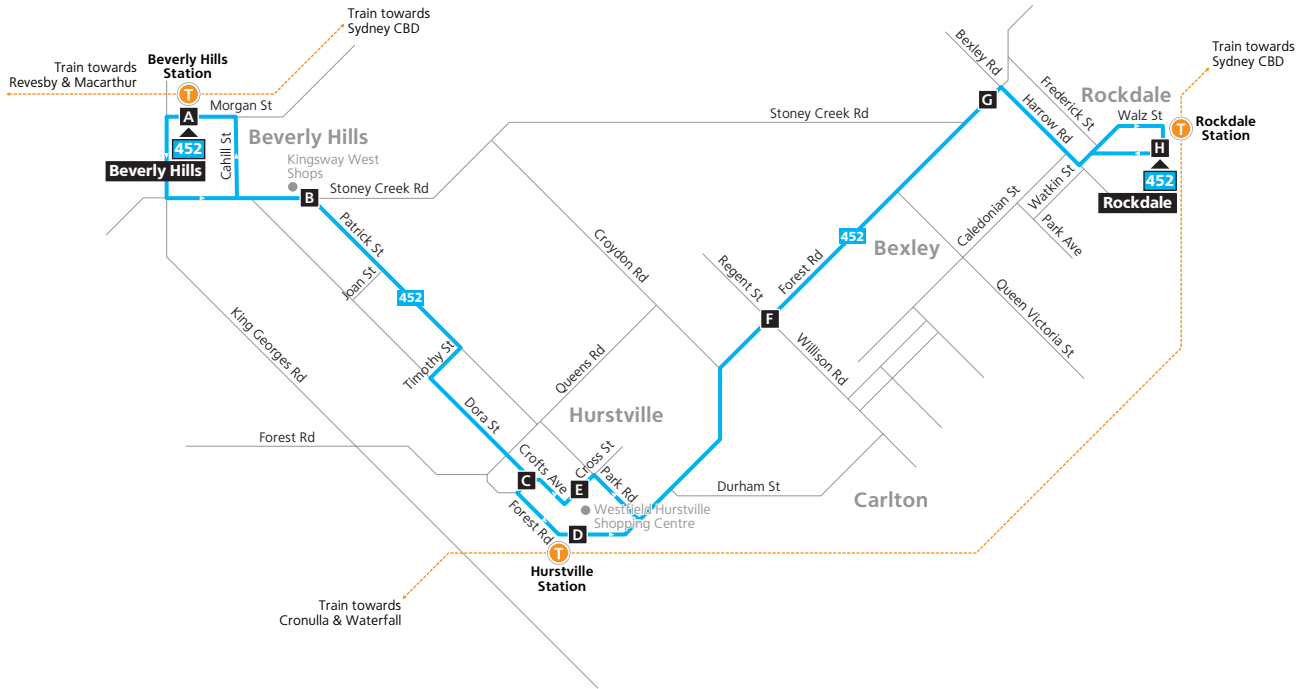 Train towards
Sydney CBD
Beverly Hills
Station
Train towards
Revesby & Macarthur
T
Morgan St
A
452
Beverly Hills
Cahill St
Beverly Hills
Kingsway West
Shops
B
Stoney Creek Rd
Patrick St
Joan St
452
Timothy St
King Georges Rd
Dora St
Forest Rd
Croydon Rd
Queens Rd
Hurstville
Crofts Ave
Cross St
Park Rd
C
E
Forest Rd
D
Westfield Hurstville
Shopping Centre
T
Hurstville
Station
Train towards
Cronulla & Waterfall
Durham St
Carlton
Regent St
F
Willison Rd
Forest Rd
452
Bexley
Stoney Creek Rd
G
Bexley Rd
Harrow Rd
Frederick St
Rockdale
Walz St
Train towards
Sydney CBD
T
Rockdale
Station
H
452
Rockdale
Watkin St
Caledonian St
Park Ave
Queen Victoria St